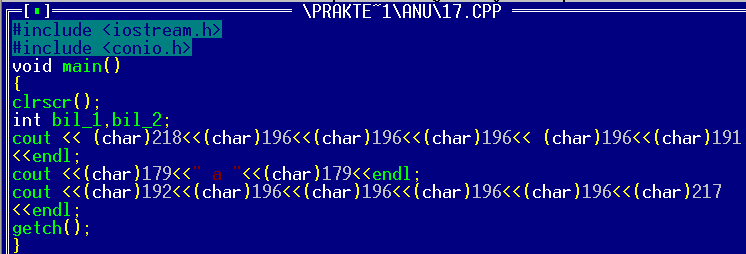 [■] \PRAKTE~1\ANU\17.CPP
#include <iostream.h>
#include <conio.h>
void main()
{
clrscr();
int bil_1,bil_2;
cout << (char)218<<(char)196<<(char)196<<(char)196<< (char)196<<(char)191
<<endl;
cout <<(char)179<<" a "<<(char)179<<endl;
cout <<(char)192<<(char)196<<(char)196<<(char)196<<(char)196<<(char)217
<<endl;
getch();
}